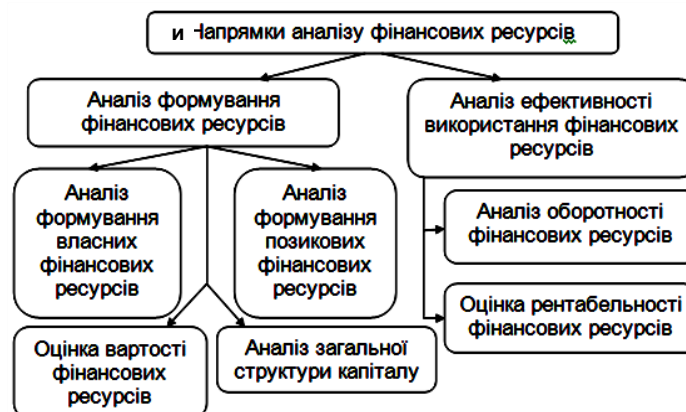 и Напрямки аналізу фінансових ресурсів
Аналіз формування
фінансових ресурсів
Аналіз ефективності
використання фінансових
ресурсів
Аналіз
формування
власних
фінансових
ресурсів
Аналіз
формування
позикових
фінансових
ресурсів
Аналіз оборотності
фінансових ресурсів
Оцінка рентабельності
фінансових ресурсів
Оцінка вартості
фінансових
ресурсів
Аналіз загальної
структури капіталу